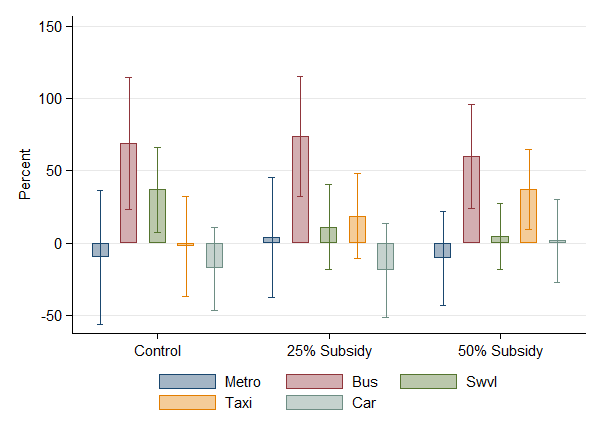 150
100
50
0
-50
Percent
Control 25% Subsidy 50% Subsidy
Metro Bus Swvl
Taxi Car